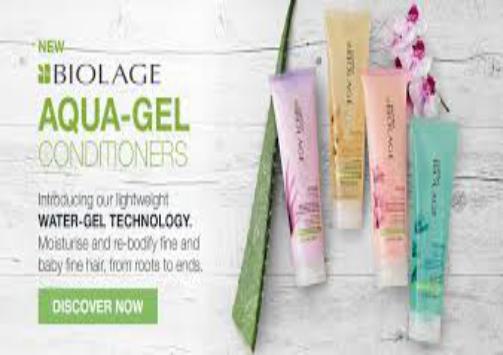 NEW
BIOLAGE
AQUA-GEL
CONDITIONERS
Introducing our lightweight
WATER-GEL TECHNOLOGY.
Moisturise and re-bodify fine and
baby fine hair, from roots to ends.
DISCOVER NOW